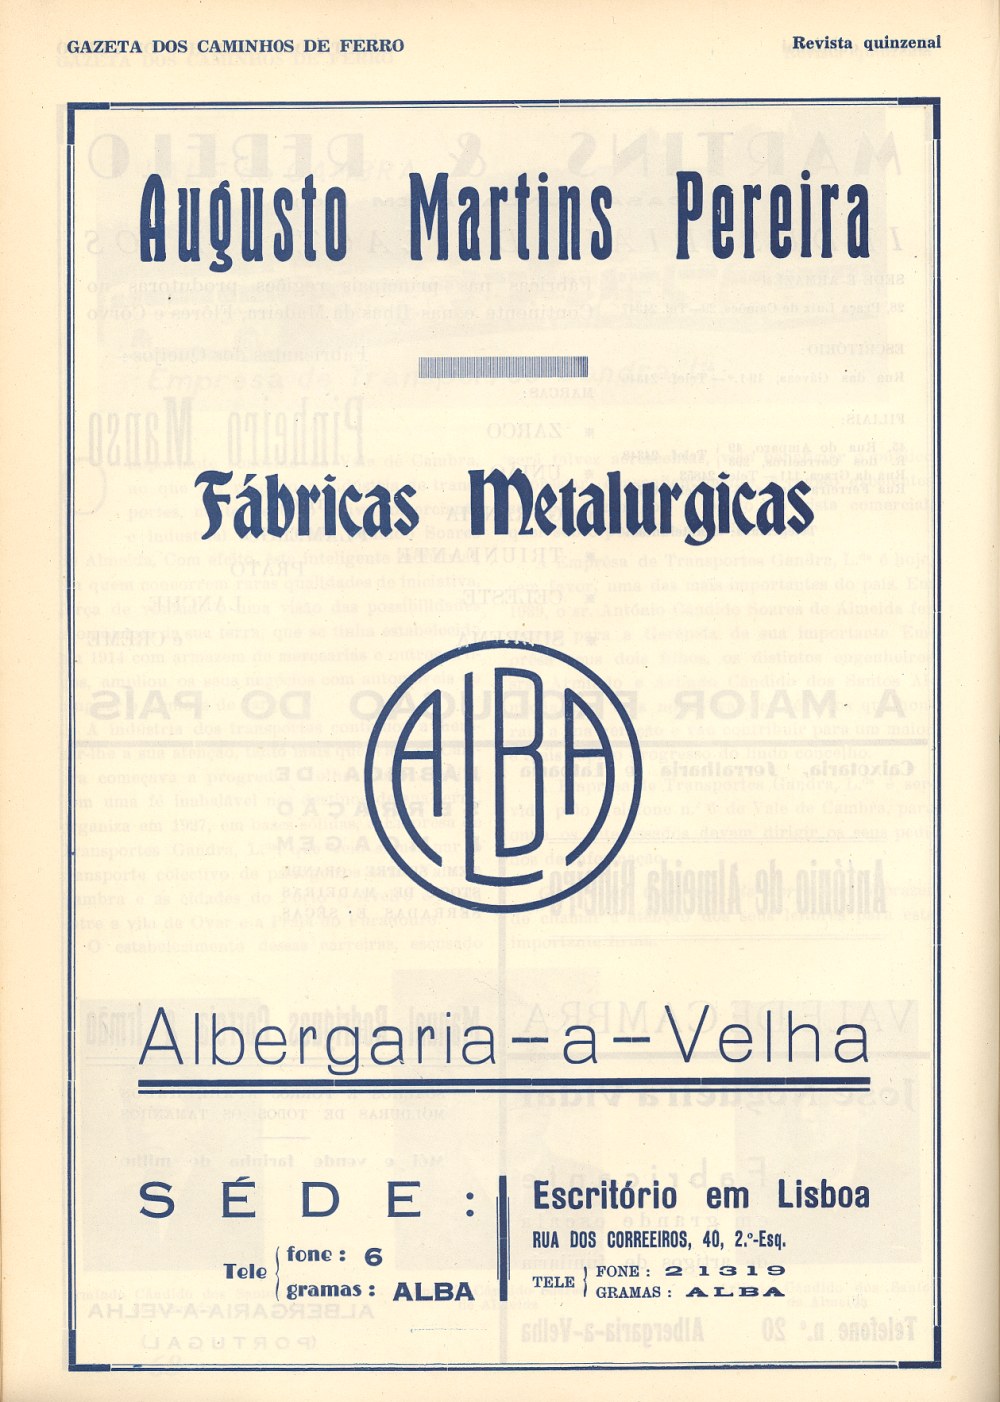 GAZETA DOS CAMINHOS DE FERRO
Revista quinzenal
Augusto Martins Pereira
Fábricas Metalurgicas
ALBA
Albergaria-a-Velha
SÉDE:
Tele { fone: 6
gramas: ALBA
Escritório em Lisboa
RUA DOS CORREEIROS, 40, 2.º-Esq.
TELE { FONE: 21319
GRAMAS: ALBA